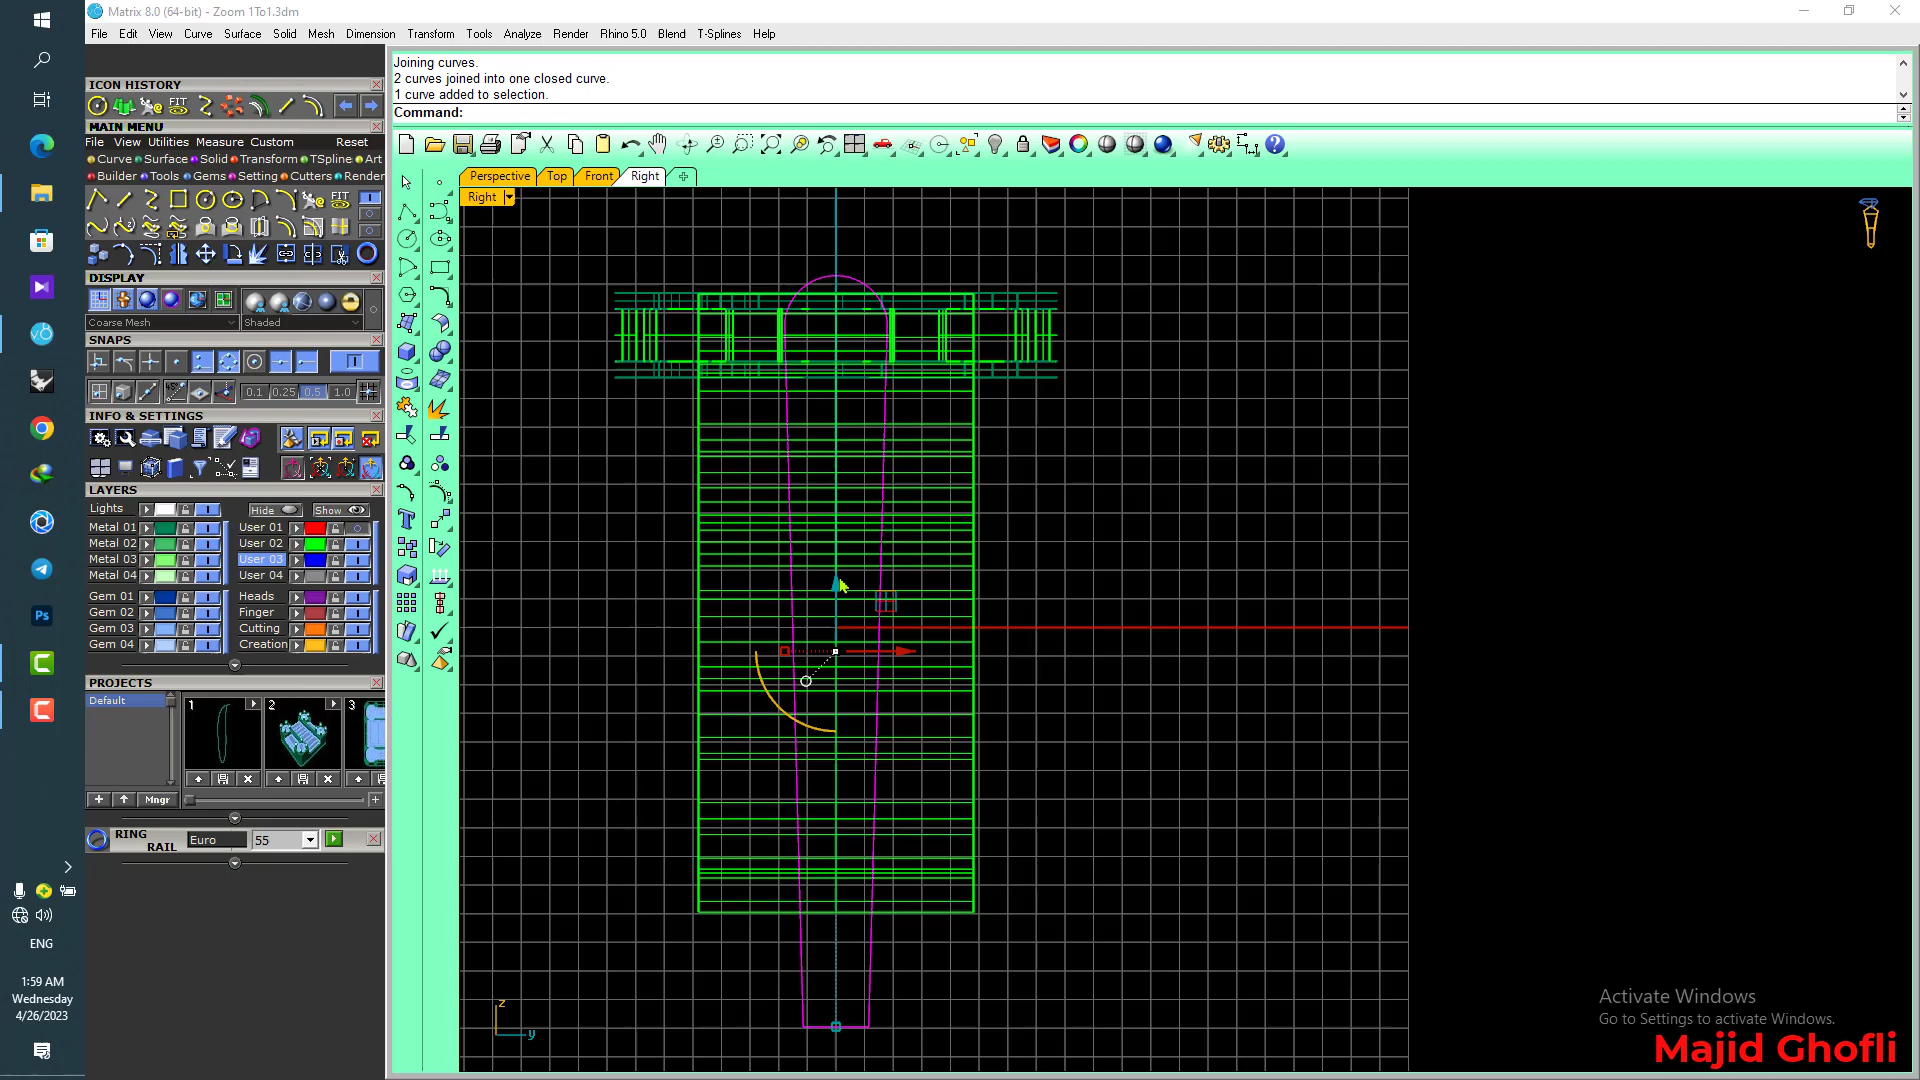 Matrix 8.0 (64-bit) - Zoom 1To1.3dm
File Edit View Curve Surface Solid Mesh Dimension Transform Tools Analyze Render Rhino 5.0 Blend T-Splines Help
Joining curves.
2 curves joined into one closed curve.
1 curve added to selection.
Command:
ICON HISTORY
FIT
MAIN MENU
File View Utilities Measure Custom Reset
Curve Surface Solid Transform TSpline Art
Builder Tools Gems Setting Cutters Render
FIT
DISPLAY
Coarse Mesh Shaded
SNAPS
45°
0.1 0.25 0.5 1.0
INFO & SETTINGS
LAYERS
Lights Hide Show
Metal 01 User 01
Metal 02 User 02
Metal 03 User 03
Metal 04 User 04
Gem 01 Heads
Gem 02 Finger
Gem 03 Cutting
Gem 04 Creation
PROJECTS
Default
1 2 3
Mngr
RING
RAIL
Euro 55
Perspective Top Front Right
Right
z
y
Ps
ENG
1:59 AM
Wednesday
4/26/2023
Activate Windows
Go to Settings to activate Windows.
Majid Ghofli